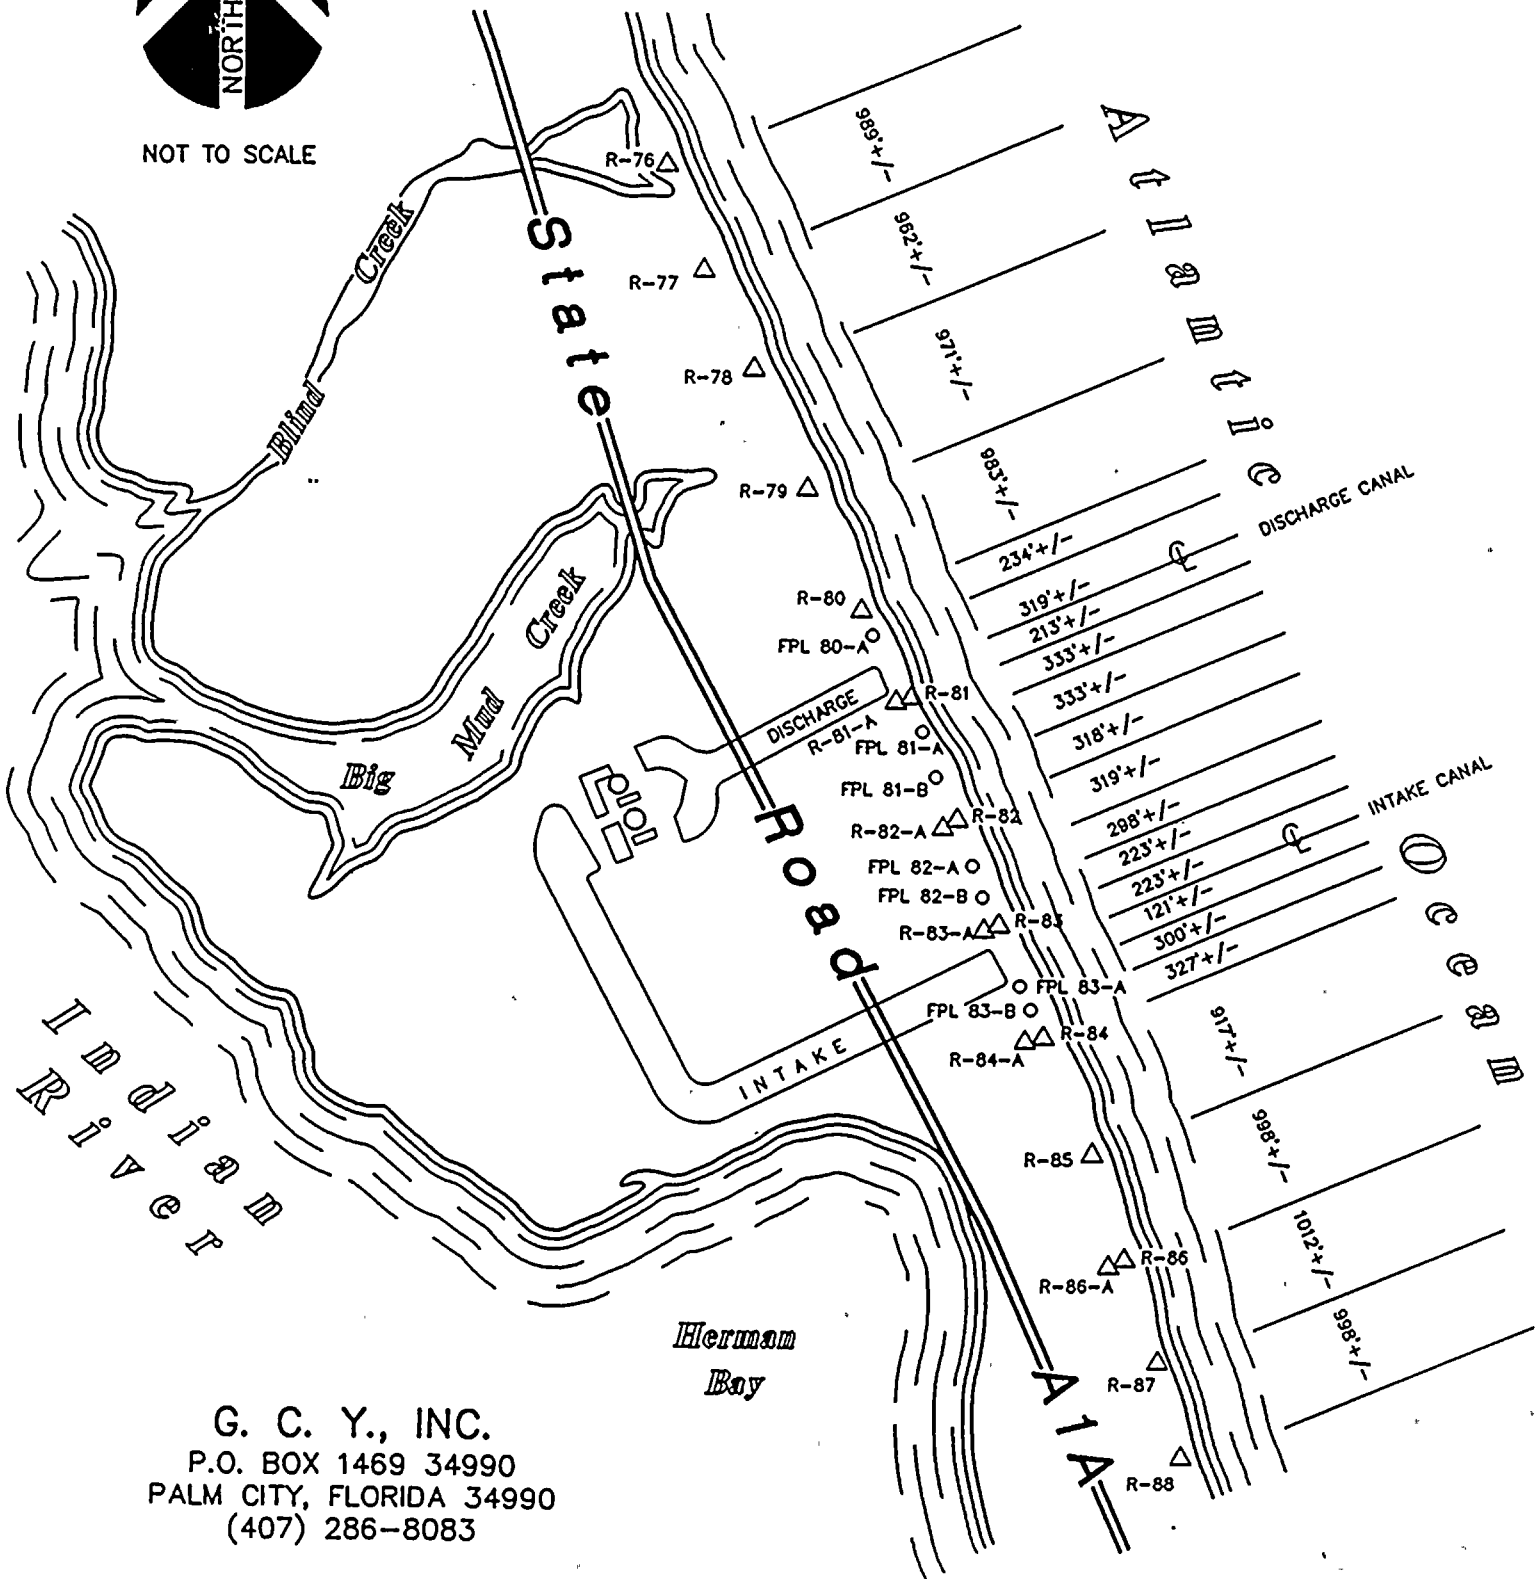 NORTH
NOT TO SCALE
Atlantic
Ocean
State
Road
A1A
Blind Creek
Big Mud Creek
Indian
River
Herman
Bay
DISCHARGE
INTAKE
R-76
R-77
R-78
R-79
R-80
FPL 80-A
R-81
R-81-A
FPL 81-A
FPL 81-B
R-82
R-82-A
FPL 82-A
FPL 82-B
R-83
R-83-A
FPL 83-A
FPL 83-B
R-84
R-84-A
R-85
R-86
R-86-A
R-87
R-88
989'+/-
962'+/-
971'+/-
983'+/-
234'+/-
319'+/-
℄ DISCHARGE CANAL
213'+/-
333'+/-
333'+/-
318'+/-
319'+/-
298'+/-
223'+/-
223'+/-
℄ INTAKE CANAL
121'+/-
300'+/-
327'+/-
917'+/-
998'+/-
1012'+/-
998'+/-
G. C. Y., INC.
P.O. BOX 1469 34990
PALM CITY, FLORIDA 34990
(407) 286-8083